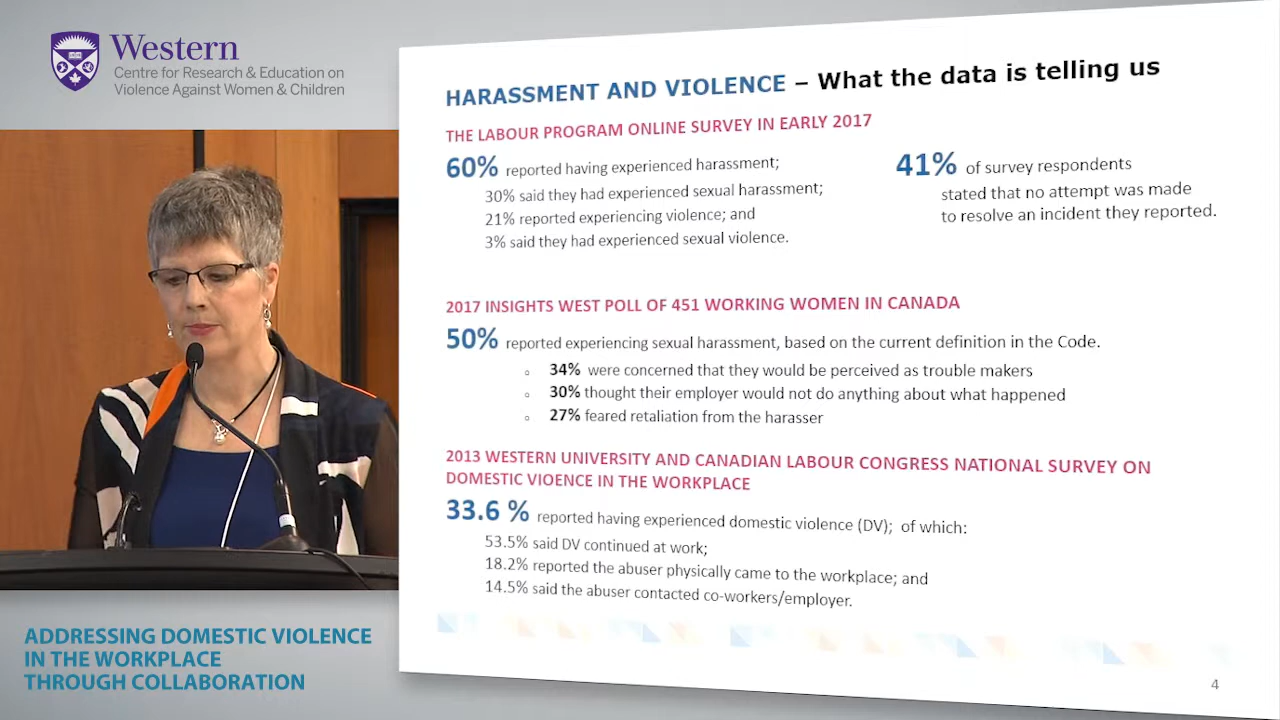 Western
Centre for Research & Education on
Violence Against Women & Children
HARASSMENT AND VIOLENCE – What the data is telling us
THE LABOUR PROGRAM ONLINE SURVEY IN EARLY 2017
60% reported having experienced harassment;
30% said they had experienced sexual harassment;
21% reported experiencing violence; and
3% said they had experienced sexual violence.
41% of survey respondents
stated that no attempt was made
to resolve an incident they reported.
2017 INSIGHTS WEST POLL OF 451 WORKING WOMEN IN CANADA
50% reported experiencing sexual harassment, based on the current definition in the Code.
34% were concerned that they would be perceived as trouble makers
30% thought their employer would not do anything about what happened
27% feared retaliation from the harasser
2013 WESTERN UNIVERSITY AND CANADIAN LABOUR CONGRESS NATIONAL SURVEY ON
DOMESTIC VIOENCE IN THE WORKPLACE
33.6 % reported having experienced domestic violence (DV); of which:
53.5% said DV continued at work;
18.2% reported the abuser physically came to the workplace; and
14.5% said the abuser contacted co-workers/employer.
4
ADDRESSING DOMESTIC VIOLENCE
IN THE WORKPLACE
THROUGH COLLABORATION